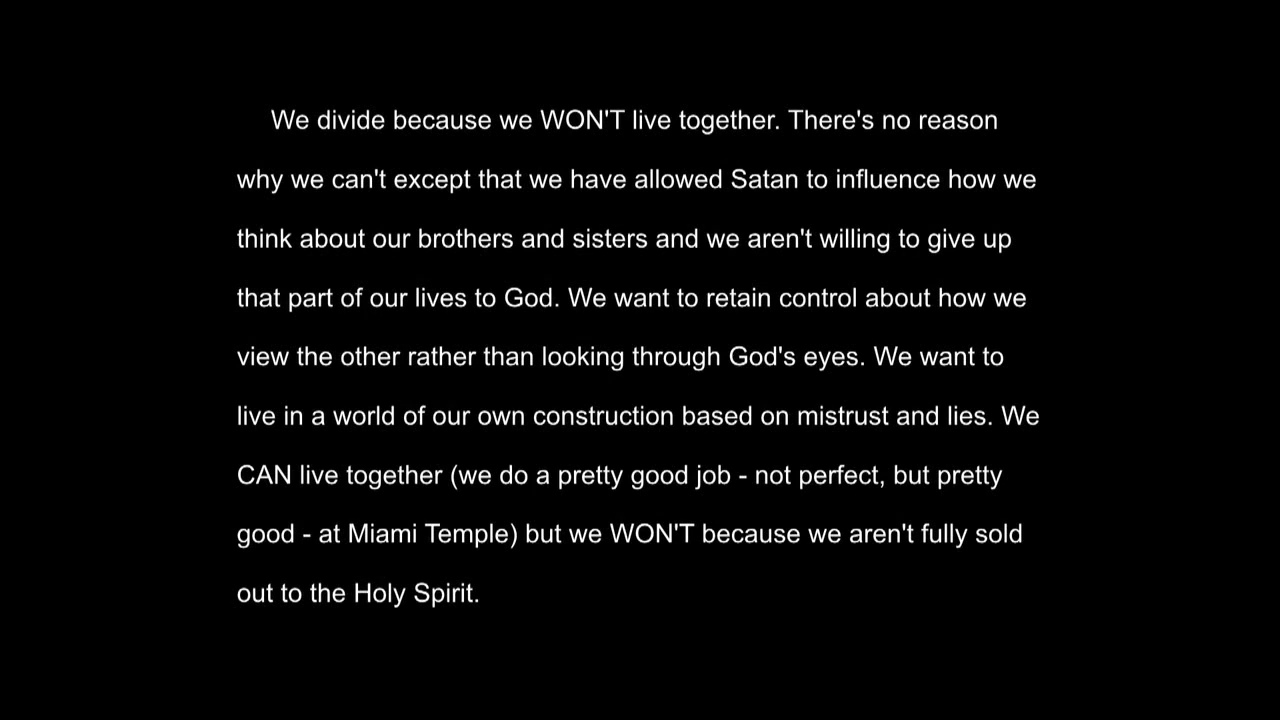 We divide because we WON'T live together. There's no reason
why we can't except that we have allowed Satan to influence how we
think about our brothers and sisters and we aren't willing to give up
that part of our lives to God. We want to retain control about how we
view the other rather than looking through God's eyes. We want to
live in a world of our own construction based on mistrust and lies. We
CAN live together (we do a pretty good job - not perfect, but pretty
good - at Miami Temple) but we WON'T because we aren't fully sold
out to the Holy Spirit.